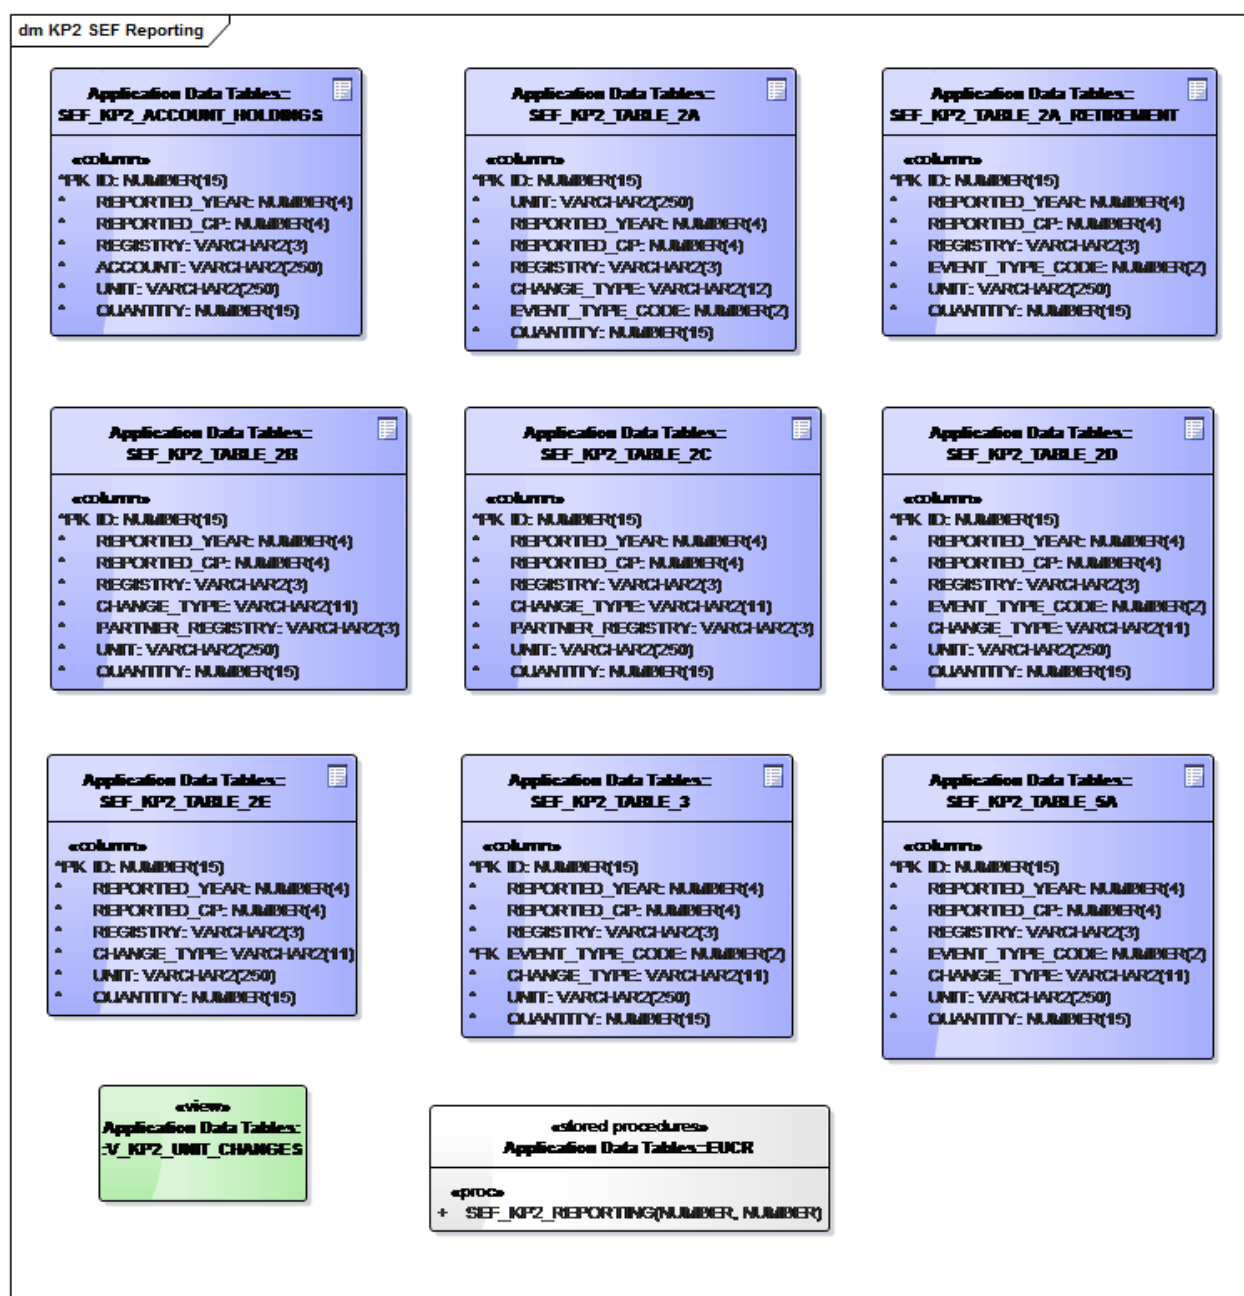 dm KP2 SEF Reporting
Application Data Tables::
SEF_KP2_ACCOUNT_HOLDINGS
«column»
*PK ID: NUMBER(15)
* REPORTED_YEAR: NUMBER(4)
* REPORTED_CP: NUMBER(4)
* REGISTRY: VARCHAR2(3)
* ACCOUNT: VARCHAR2(250)
* UNIT: VARCHAR2(250)
* QUANTITY: NUMBER(15)
Application Data Tables::
SEF_KP2_TABLE_2A
«column»
*PK ID: NUMBER(15)
* UNIT: VARCHAR2(250)
* REPORTED_YEAR: NUMBER(4)
* REPORTED_CP: NUMBER(4)
* REGISTRY: VARCHAR2(3)
* CHANGE_TYPE: VARCHAR2(12)
* EVENT_TYPE_CODE: NUMBER(2)
* QUANTITY: NUMBER(15)
Application Data Tables::
SEF_KP2_TABLE_2A_RETIREMENT
«column»
*PK ID: NUMBER(15)
* REPORTED_YEAR: NUMBER(4)
* REPORTED_CP: NUMBER(4)
* REGISTRY: VARCHAR2(3)
* EVENT_TYPE_CODE: NUMBER(2)
* UNIT: VARCHAR2(250)
* QUANTITY: NUMBER(15)
Application Data Tables::
SEF_KP2_TABLE_2B
«column»
*PK ID: NUMBER(15)
* REPORTED_YEAR: NUMBER(4)
* REPORTED_CP: NUMBER(4)
* REGISTRY: VARCHAR2(3)
* CHANGE_TYPE: VARCHAR2(11)
* PARTNER_REGISTRY: VARCHAR2(3)
* UNIT: VARCHAR2(250)
* QUANTITY: NUMBER(15)
Application Data Tables::
SEF_KP2_TABLE_2C
«column»
*PK ID: NUMBER(15)
* REPORTED_YEAR: NUMBER(4)
* REPORTED_CP: NUMBER(4)
* REGISTRY: VARCHAR2(3)
* CHANGE_TYPE: VARCHAR2(11)
* PARTNER_REGISTRY: VARCHAR2(3)
* UNIT: VARCHAR2(250)
* QUANTITY: NUMBER(15)
Application Data Tables::
SEF_KP2_TABLE_2D
«column»
*PK ID: NUMBER(15)
* REPORTED_YEAR: NUMBER(4)
* REPORTED_CP: NUMBER(4)
* REGISTRY: VARCHAR2(3)
* EVENT_TYPE_CODE: NUMBER(2)
* CHANGE_TYPE: VARCHAR2(11)
* UNIT: VARCHAR2(250)
* QUANTITY: NUMBER(15)
Application Data Tables::
SEF_KP2_TABLE_2E
«column»
*PK ID: NUMBER(15)
* REPORTED_YEAR: NUMBER(4)
* REPORTED_CP: NUMBER(4)
* REGISTRY: VARCHAR2(3)
* CHANGE_TYPE: VARCHAR2(11)
* UNIT: VARCHAR2(250)
* QUANTITY: NUMBER(15)
Application Data Tables::
SEF_KP2_TABLE_3
«column»
*PK ID: NUMBER(15)
* REPORTED_YEAR: NUMBER(4)
* REPORTED_CP: NUMBER(4)
* REGISTRY: VARCHAR2(3)
*FK EVENT_TYPE_CODE: NUMBER(2)
* CHANGE_TYPE: VARCHAR2(11)
* UNIT: VARCHAR2(250)
* QUANTITY: NUMBER(15)
Application Data Tables::
SEF_KP2_TABLE_5A
«column»
*PK ID: NUMBER(15)
* REPORTED_YEAR: NUMBER(4)
* REPORTED_CP: NUMBER(4)
* REGISTRY: VARCHAR2(3)
* EVENT_TYPE_CODE: NUMBER(2)
* CHANGE_TYPE: VARCHAR2(11)
* UNIT: VARCHAR2(250)
* QUANTITY: NUMBER(15)
«view»
Application Data Tables:
:V_KP2_UNIT_CHANGES
«stored procedures»
Application Data Tables::EUCR
«proc»
+ SEF_KP2_REPORTING(NUMBER, NUMBER)